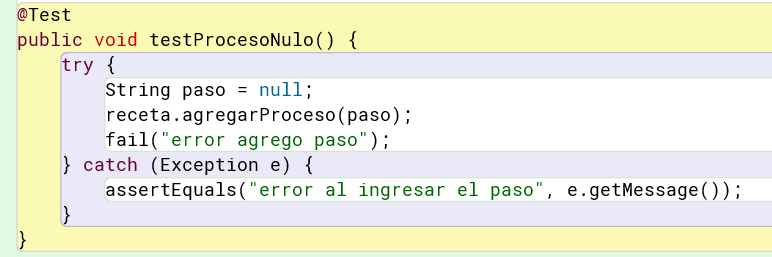 @Test
public void testProcesoNulo() {
    try {
        String paso = null;
        receta.agregarProceso(paso);
        fail("error agrego paso");
    } catch (Exception e) {
        assertEquals("error al ingresar el paso", e.getMessage());
    }
}